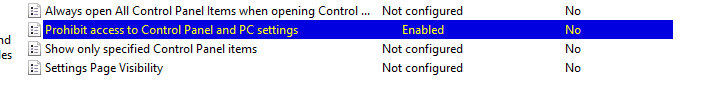 Always open All Control Panel Items when opening Control ... Not configured No
Prohibit access to Control Panel and PC settings Enabled No
nd Show only specified Control Panel items Not configured No
les Settings Page Visibility Not configured No